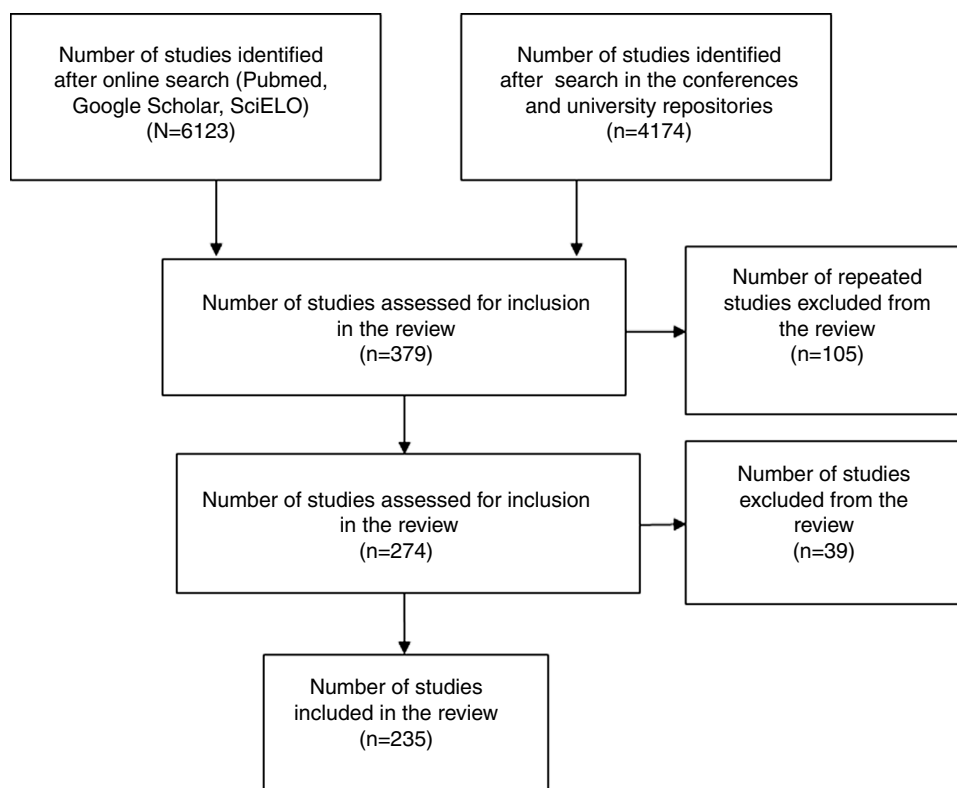 Number of studies identified
after online search (Pubmed,
Google Scholar, SciELO)
(N=6123)
Number of studies identified
after search in the conferences
and university repositories
(n=4174)
Number of studies assessed for inclusion
in the review
(n=379)
Number of repeated
studies excluded from
the review
(n=105)
Number of studies assessed for inclusion
in the review
(n=274)
Number of studies
excluded from the
review
(n=39)
Number of studies
included in the review
(n=235)